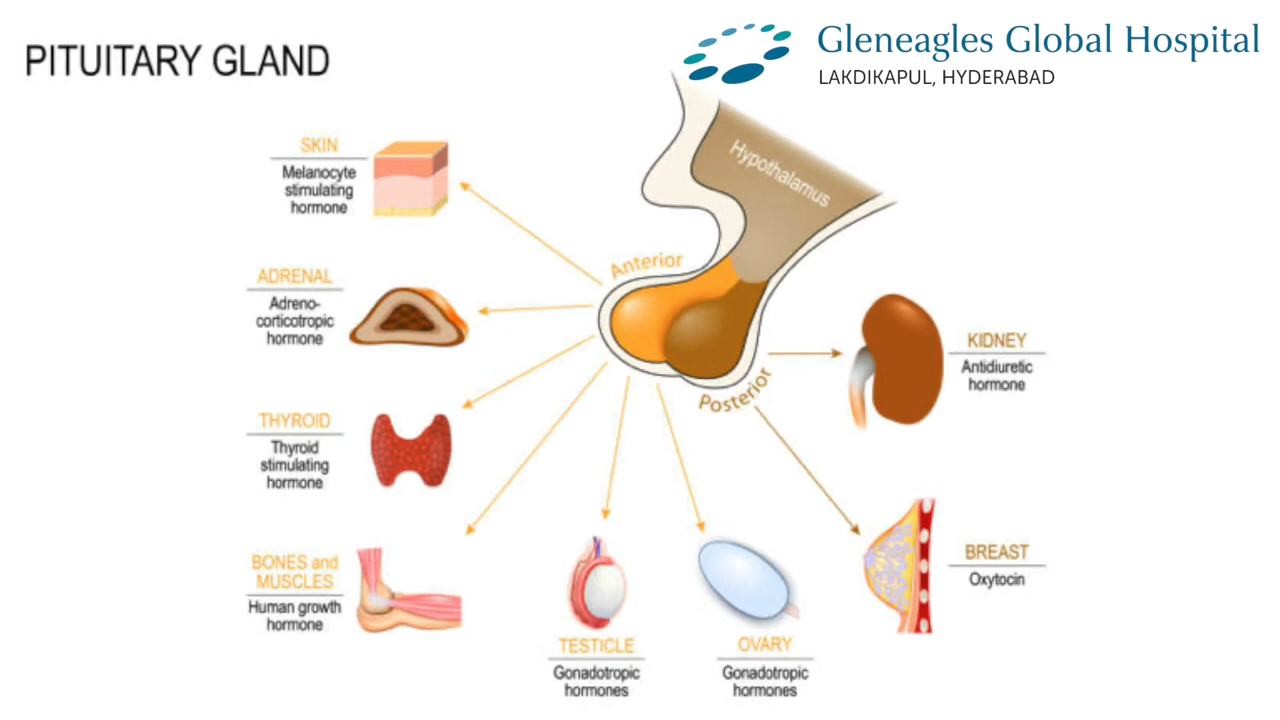 PITUITARY GLAND
Gleneagles Global Hospital
LAKDIKAPUL, HYDERABAD
Hypothalamus
Anterior
Posterior
SKIN
Melanocyte
stimulating
hormone
ADRENAL
Adreno-
corticotropic
hormone
THYROID
Thyroid
stimulating
hormone
BONES and
MUSCLES
Human growth
hormone
TESTICLE
Gonadotropic
hormones
OVARY
Gonadotropic
hormones
KIDNEY
Antidiuretic
hormone
BREAST
Oxytocin